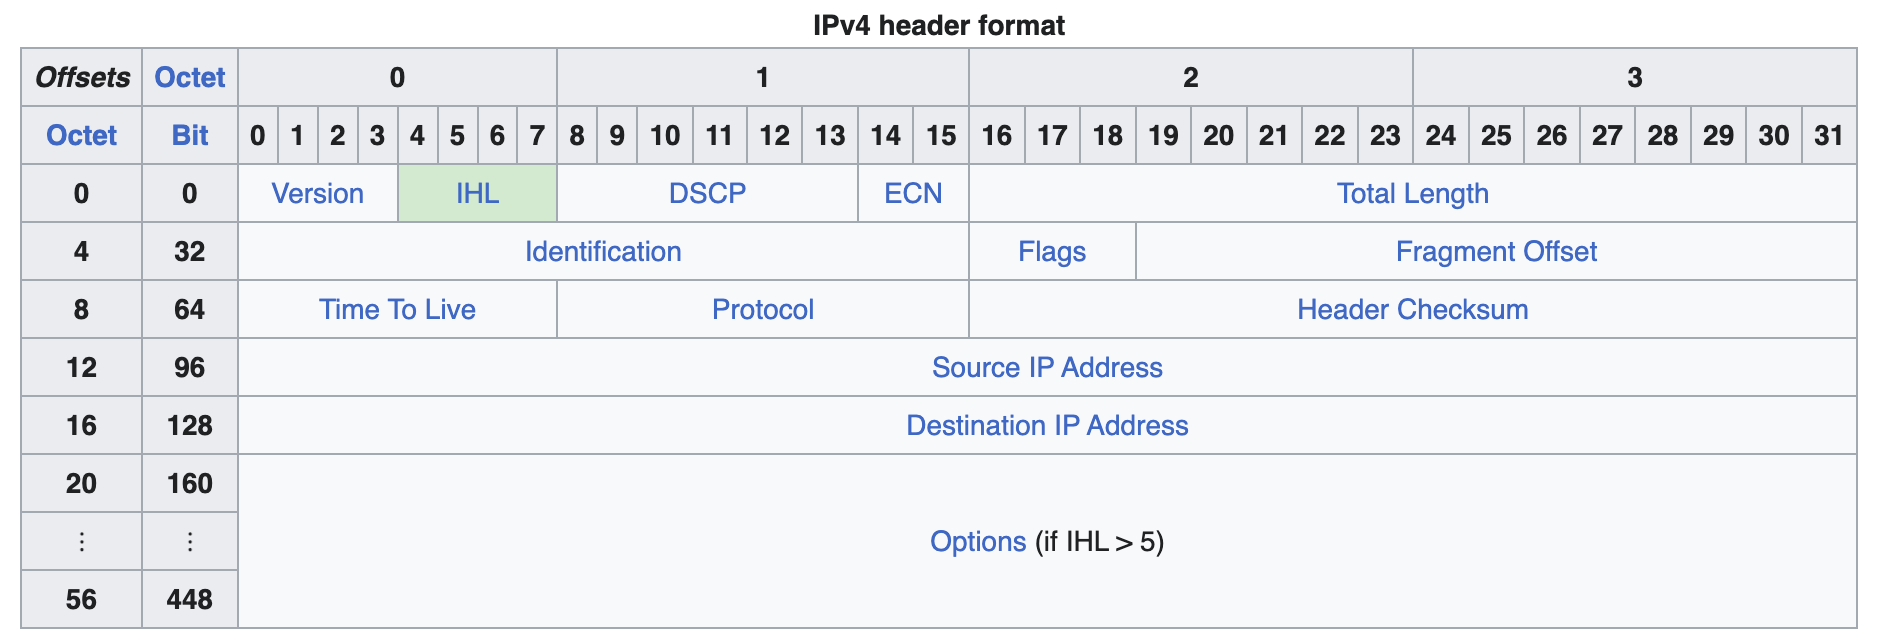 IPv4 header format
Offsets Octet 0 1 2 3
Octet Bit 0 1 2 3 4 5 6 7 8 9 10 11 12 13 14 15 16 17 18 19 20 21 22 23 24 25 26 27 28 29 30 31
0 0 Version IHL DSCP ECN Total Length
4 32 Identification Flags Fragment Offset
8 64 Time To Live Protocol Header Checksum
12 96 Source IP Address
16 128 Destination IP Address
20 160
⋮ ⋮ Options (if IHL > 5)
56 448